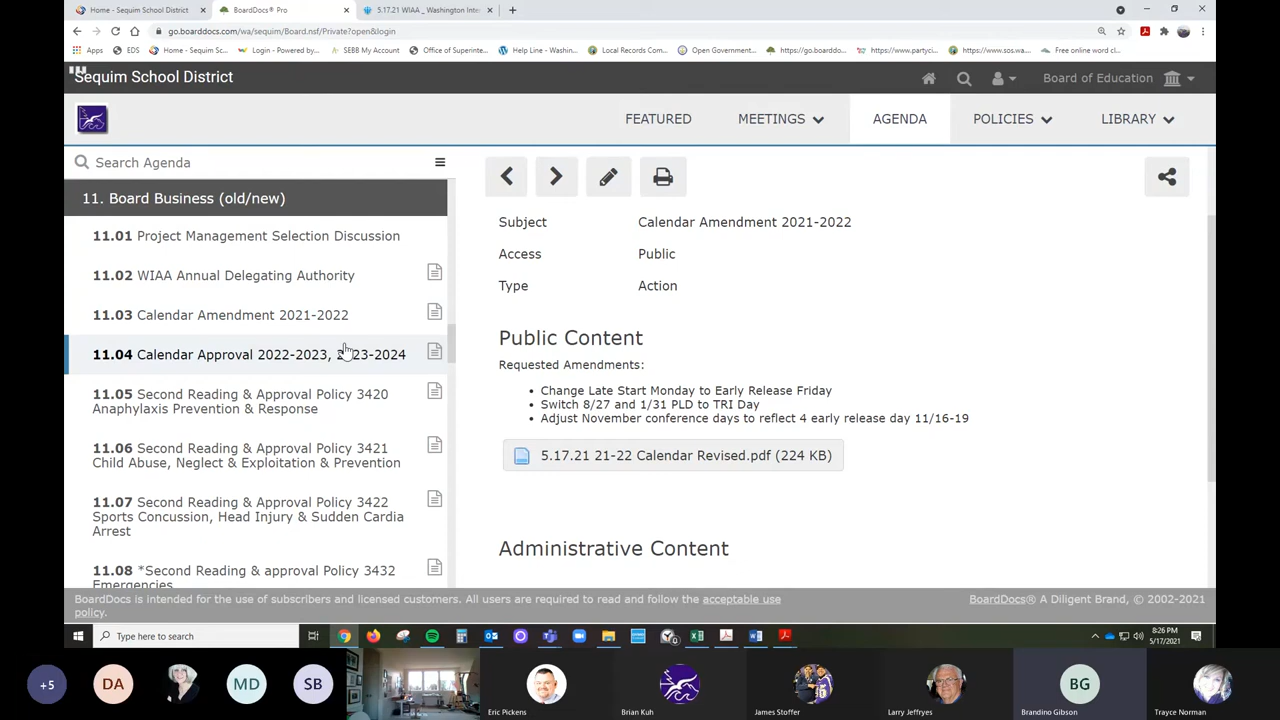 Home - Sequim School District
BoardDocs® Pro
5.17.21 WIAA _ Washington Inte
go.boarddocs.com/wa/sequim/Board.nsf/Private?open&login
Apps
EDS
Home - Sequim Sc...
Login - Powered by...
SEBB My Account
Office of Superinte...
Help Line - Washin...
Local Records Com...
Open Government...
https://go.boarddo...
https://www.partyci...
https://www.sos.wa...
Free online word cl...
Sequim School District
Board of Education
FEATURED
MEETINGS
AGENDA
POLICIES
LIBRARY
Search Agenda
11. Board Business (old/new)
11.01 Project Management Selection Discussion
11.02 WIAA Annual Delegating Authority
11.03 Calendar Amendment 2021-2022
11.04 Calendar Approval 2022-2023, 2023-2024
11.05 Second Reading & Approval Policy 3420
Anaphylaxis Prevention & Response
11.06 Second Reading & Approval Policy 3421
Child Abuse, Neglect & Exploitation & Prevention
11.07 Second Reading & Approval Policy 3422
Sports Concussion, Head Injury & Sudden Cardia
Arrest
11.08 *Second Reading & approval Policy 3432
Emergencies
Subject Calendar Amendment 2021-2022
Access Public
Type Action
Public Content
Requested Amendments:
• Change Late Start Monday to Early Release Friday
• Switch 8/27 and 1/31 PLD to TRI Day
• Adjust November conference days to reflect 4 early release day 11/16-19
5.17.21 21-22 Calendar Revised.pdf (224 KB)
Administrative Content
BoardDocs is intended for the use of subscribers and licensed customers. All users are required to read and follow the acceptable use
policy.
BoardDocs® A Diligent Brand, © 2002-2021
Type here to search
8:26 PM
5/17/2021
+5
DA
MD
SB
BG
Eric Pickens
Brian Kuh
James Stoffer
Larry Jeffryes
Brandino Gibson
Trayce Norman